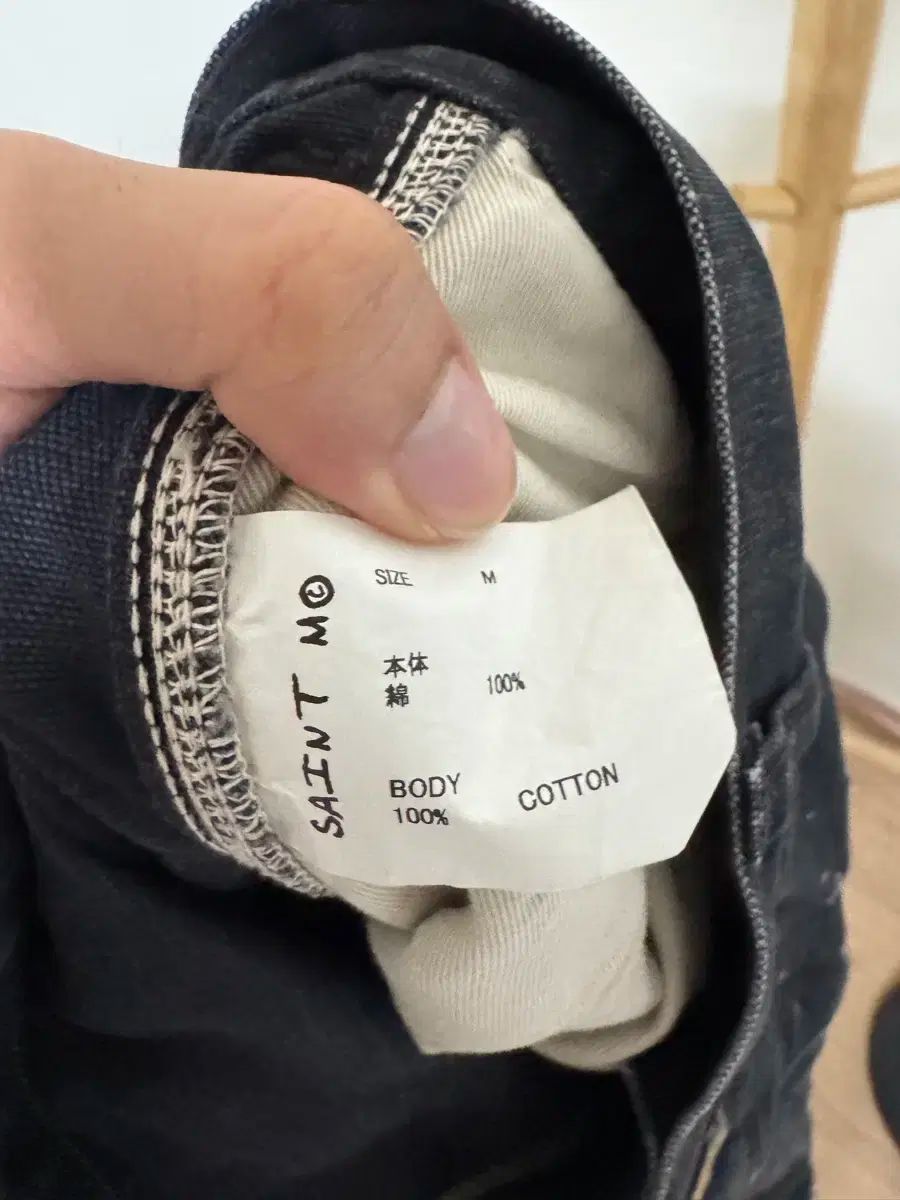 SAINT M
SIZE M
本体
綿 100%
BODY COTTON
100%